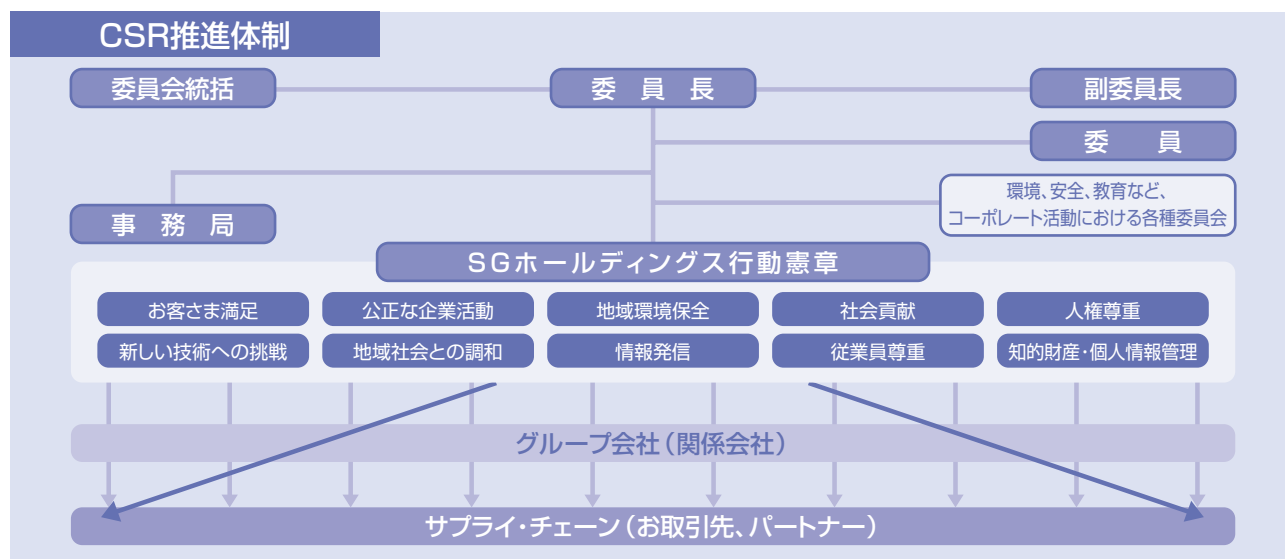 CSR推進体制
委員会統括
委員長
副委員長
委員
事務局
環境、安全、教育など、
コーポレート活動における各種委員会
SGホールディングス行動憲章
お客さま満足
公正な企業活動
地域環境保全
社会貢献
人権尊重
新しい技術への挑戦
地域社会との調和
情報発信
従業員尊重
知的財産・個人情報管理
グループ会社（関係会社）
サプライ・チェーン（お取引先、パートナー）